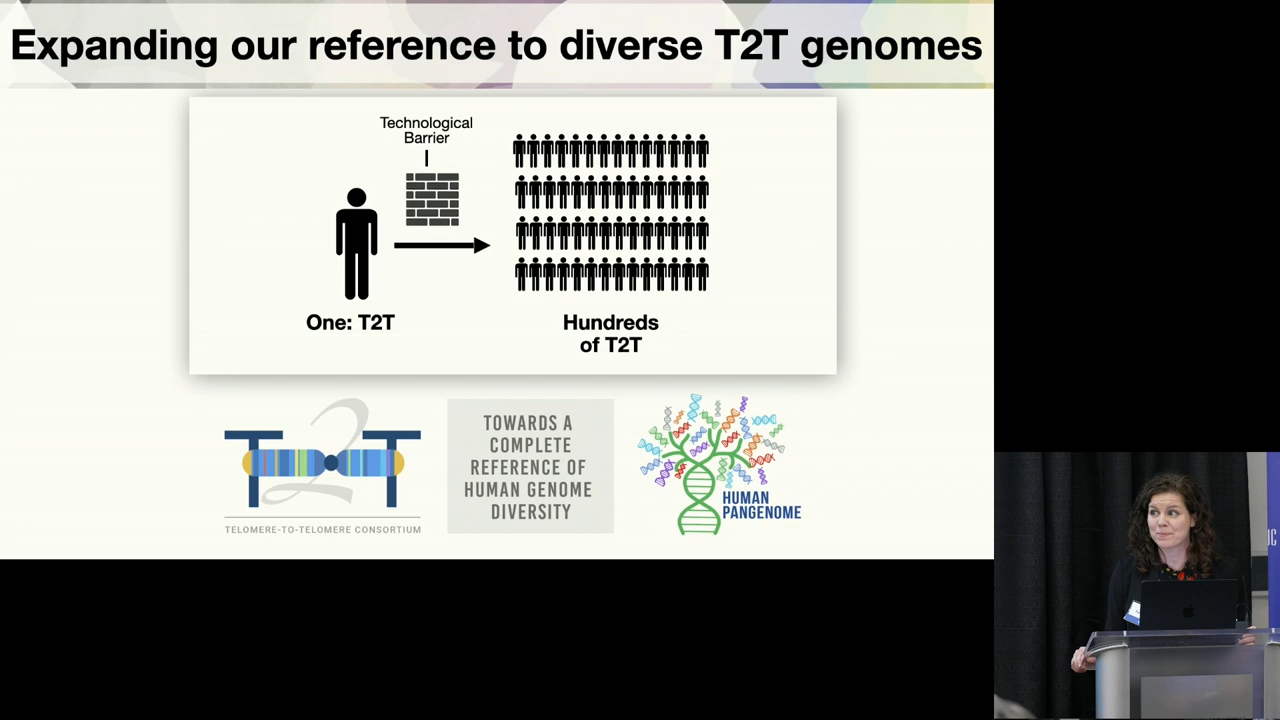 Expanding our reference to diverse T2T genomes
Technological
Barrier
One: T2T
Hundreds
of T2T
T2T
TELOMERE-TO-TELOMERE CONSORTIUM
TOWARDS A
COMPLETE
REFERENCE OF
HUMAN GENOME
DIVERSITY
HUMAN
PANGENOME